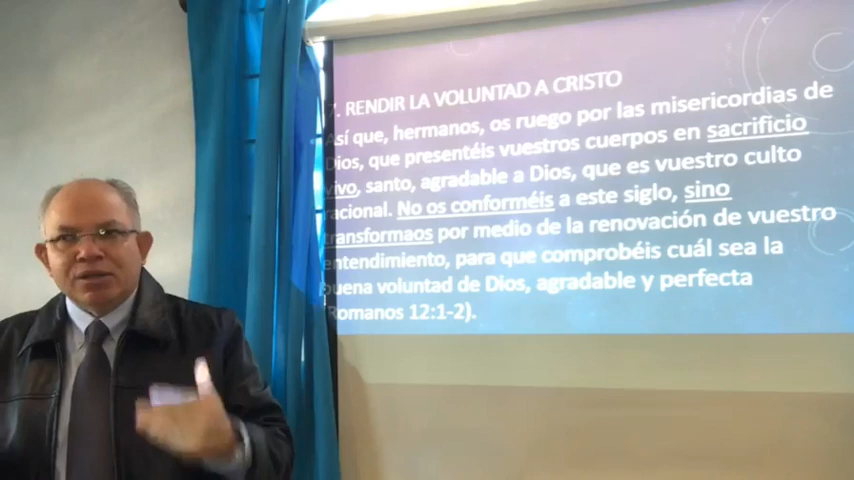 7. RENDIR LA VOLUNTAD A CRISTO
Así que, hermanos, os ruego por las misericordias de
Dios, que presentéis vuestros cuerpos en sacrificio
vivo, santo, agradable a Dios, que es vuestro culto
racional. No os conforméis a este siglo, sino
transformaos por medio de la renovación de vuestro
entendimiento, para que comprobéis cuál sea la
buena voluntad de Dios, agradable y perfecta
(Romanos 12:1-2).